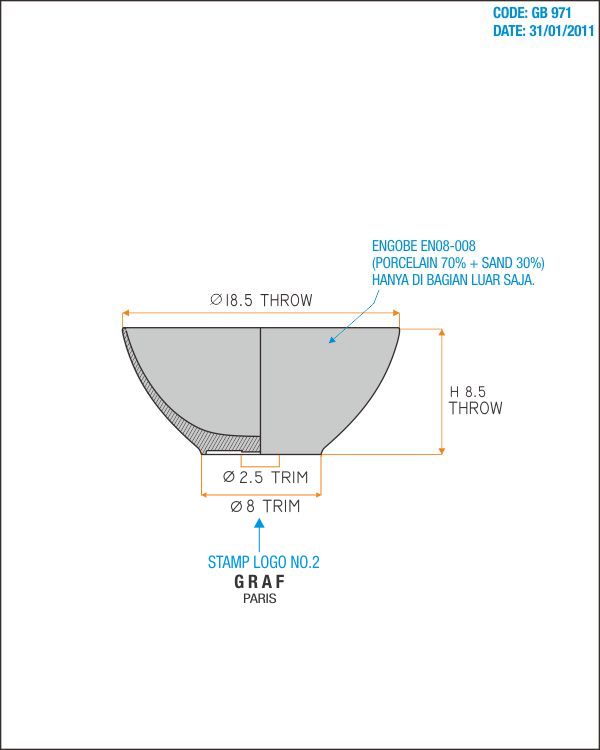 CODE: GB 971
DATE: 31/01/2011
ENGOBE EN08-008
(PORCELAIN 70% + SAND 30%)
HANYA DI BAGIAN LUAR SAJA.
∅18.5 THROW
H 8.5
THROW
∅ 2.5 TRIM
∅ 8 TRIM
STAMP LOGO NO.2
GRAF
PARIS